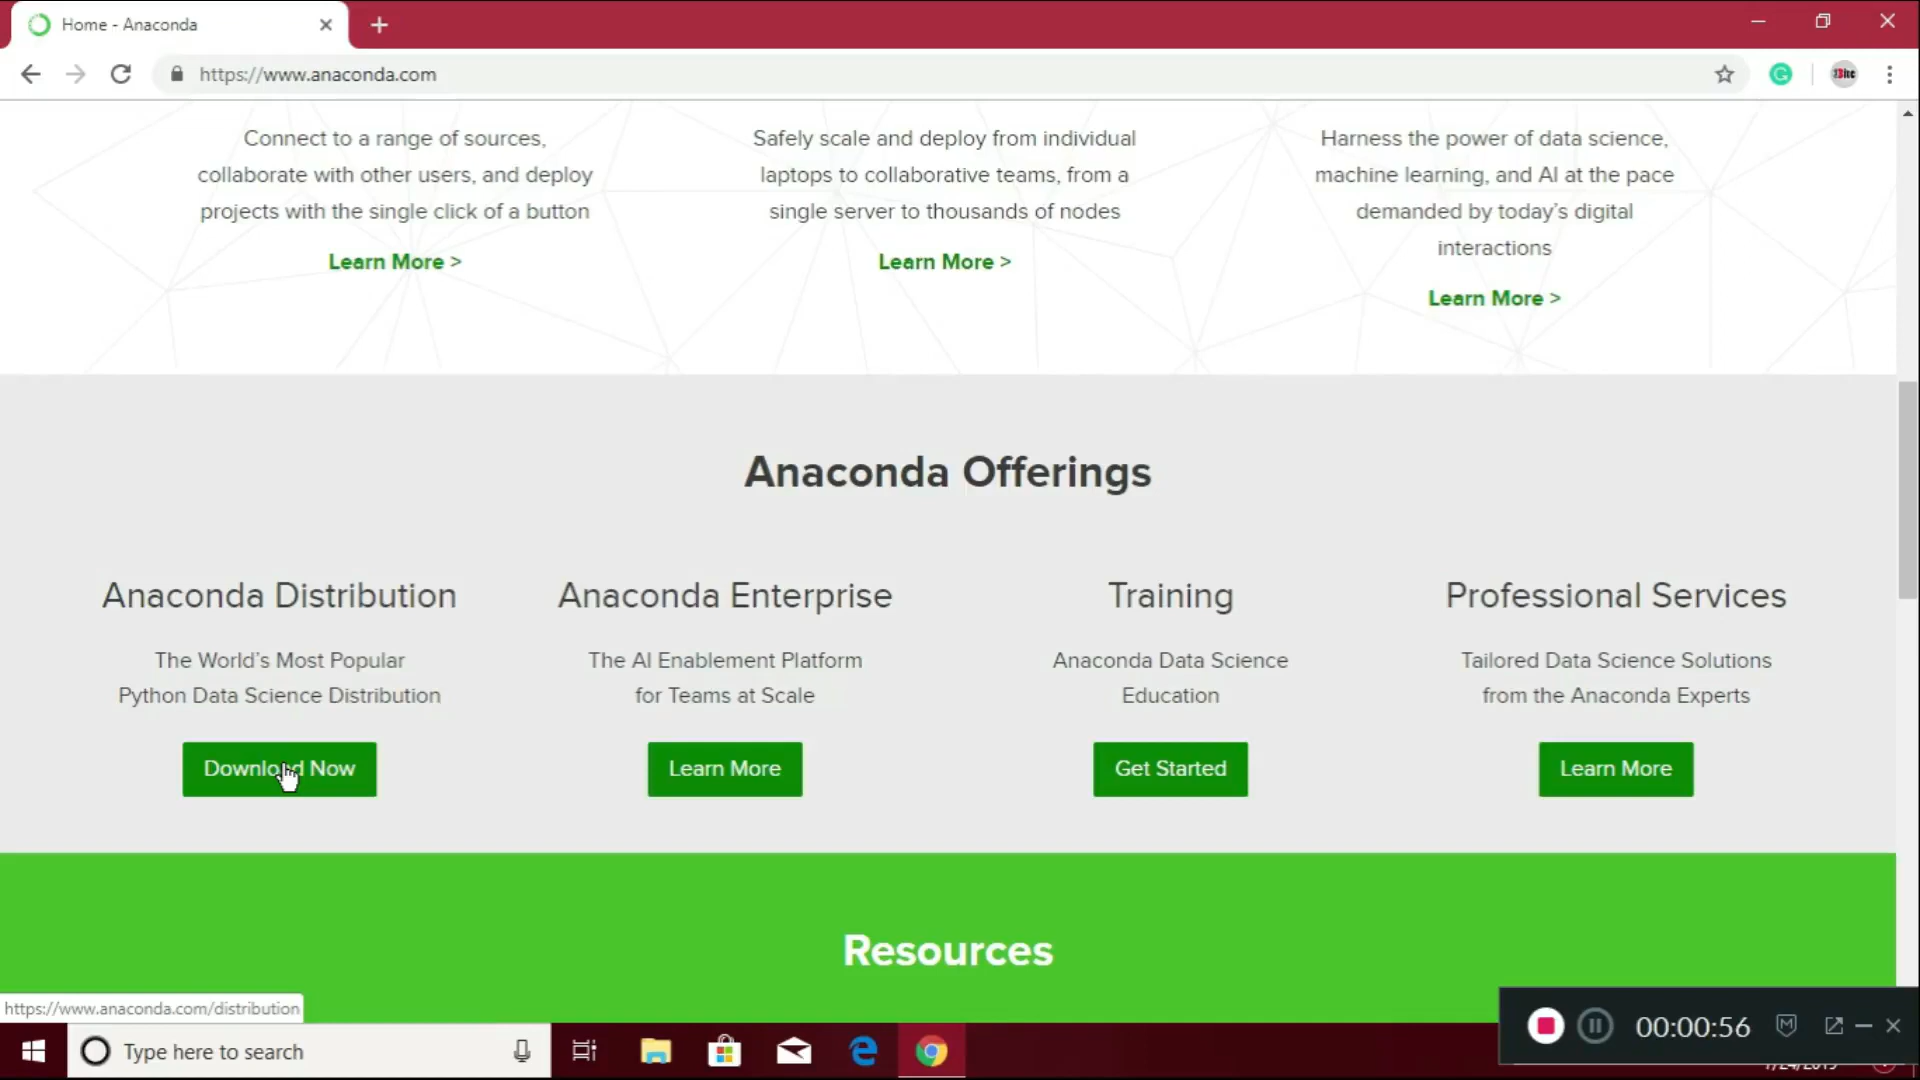 Home - Anaconda
https://www.anaconda.com
Connect to a range of sources,
collaborate with other users, and deploy
projects with the single click of a button
Learn More >
Safely scale and deploy from individual
laptops to collaborative teams, from a
single server to thousands of nodes
Learn More >
Harness the power of data science,
machine learning, and AI at the pace
demanded by today's digital
interactions
Learn More >
Anaconda Offerings
Anaconda Distribution
The World's Most Popular
Python Data Science Distribution
Download Now
Anaconda Enterprise
The AI Enablement Platform
for Teams at Scale
Learn More
Training
Anaconda Data Science
Education
Get Started
Professional Services
Tailored Data Science Solutions
from the Anaconda Experts
Learn More
Resources
https://www.anaconda.com/distribution
Type here to search
00:00:56